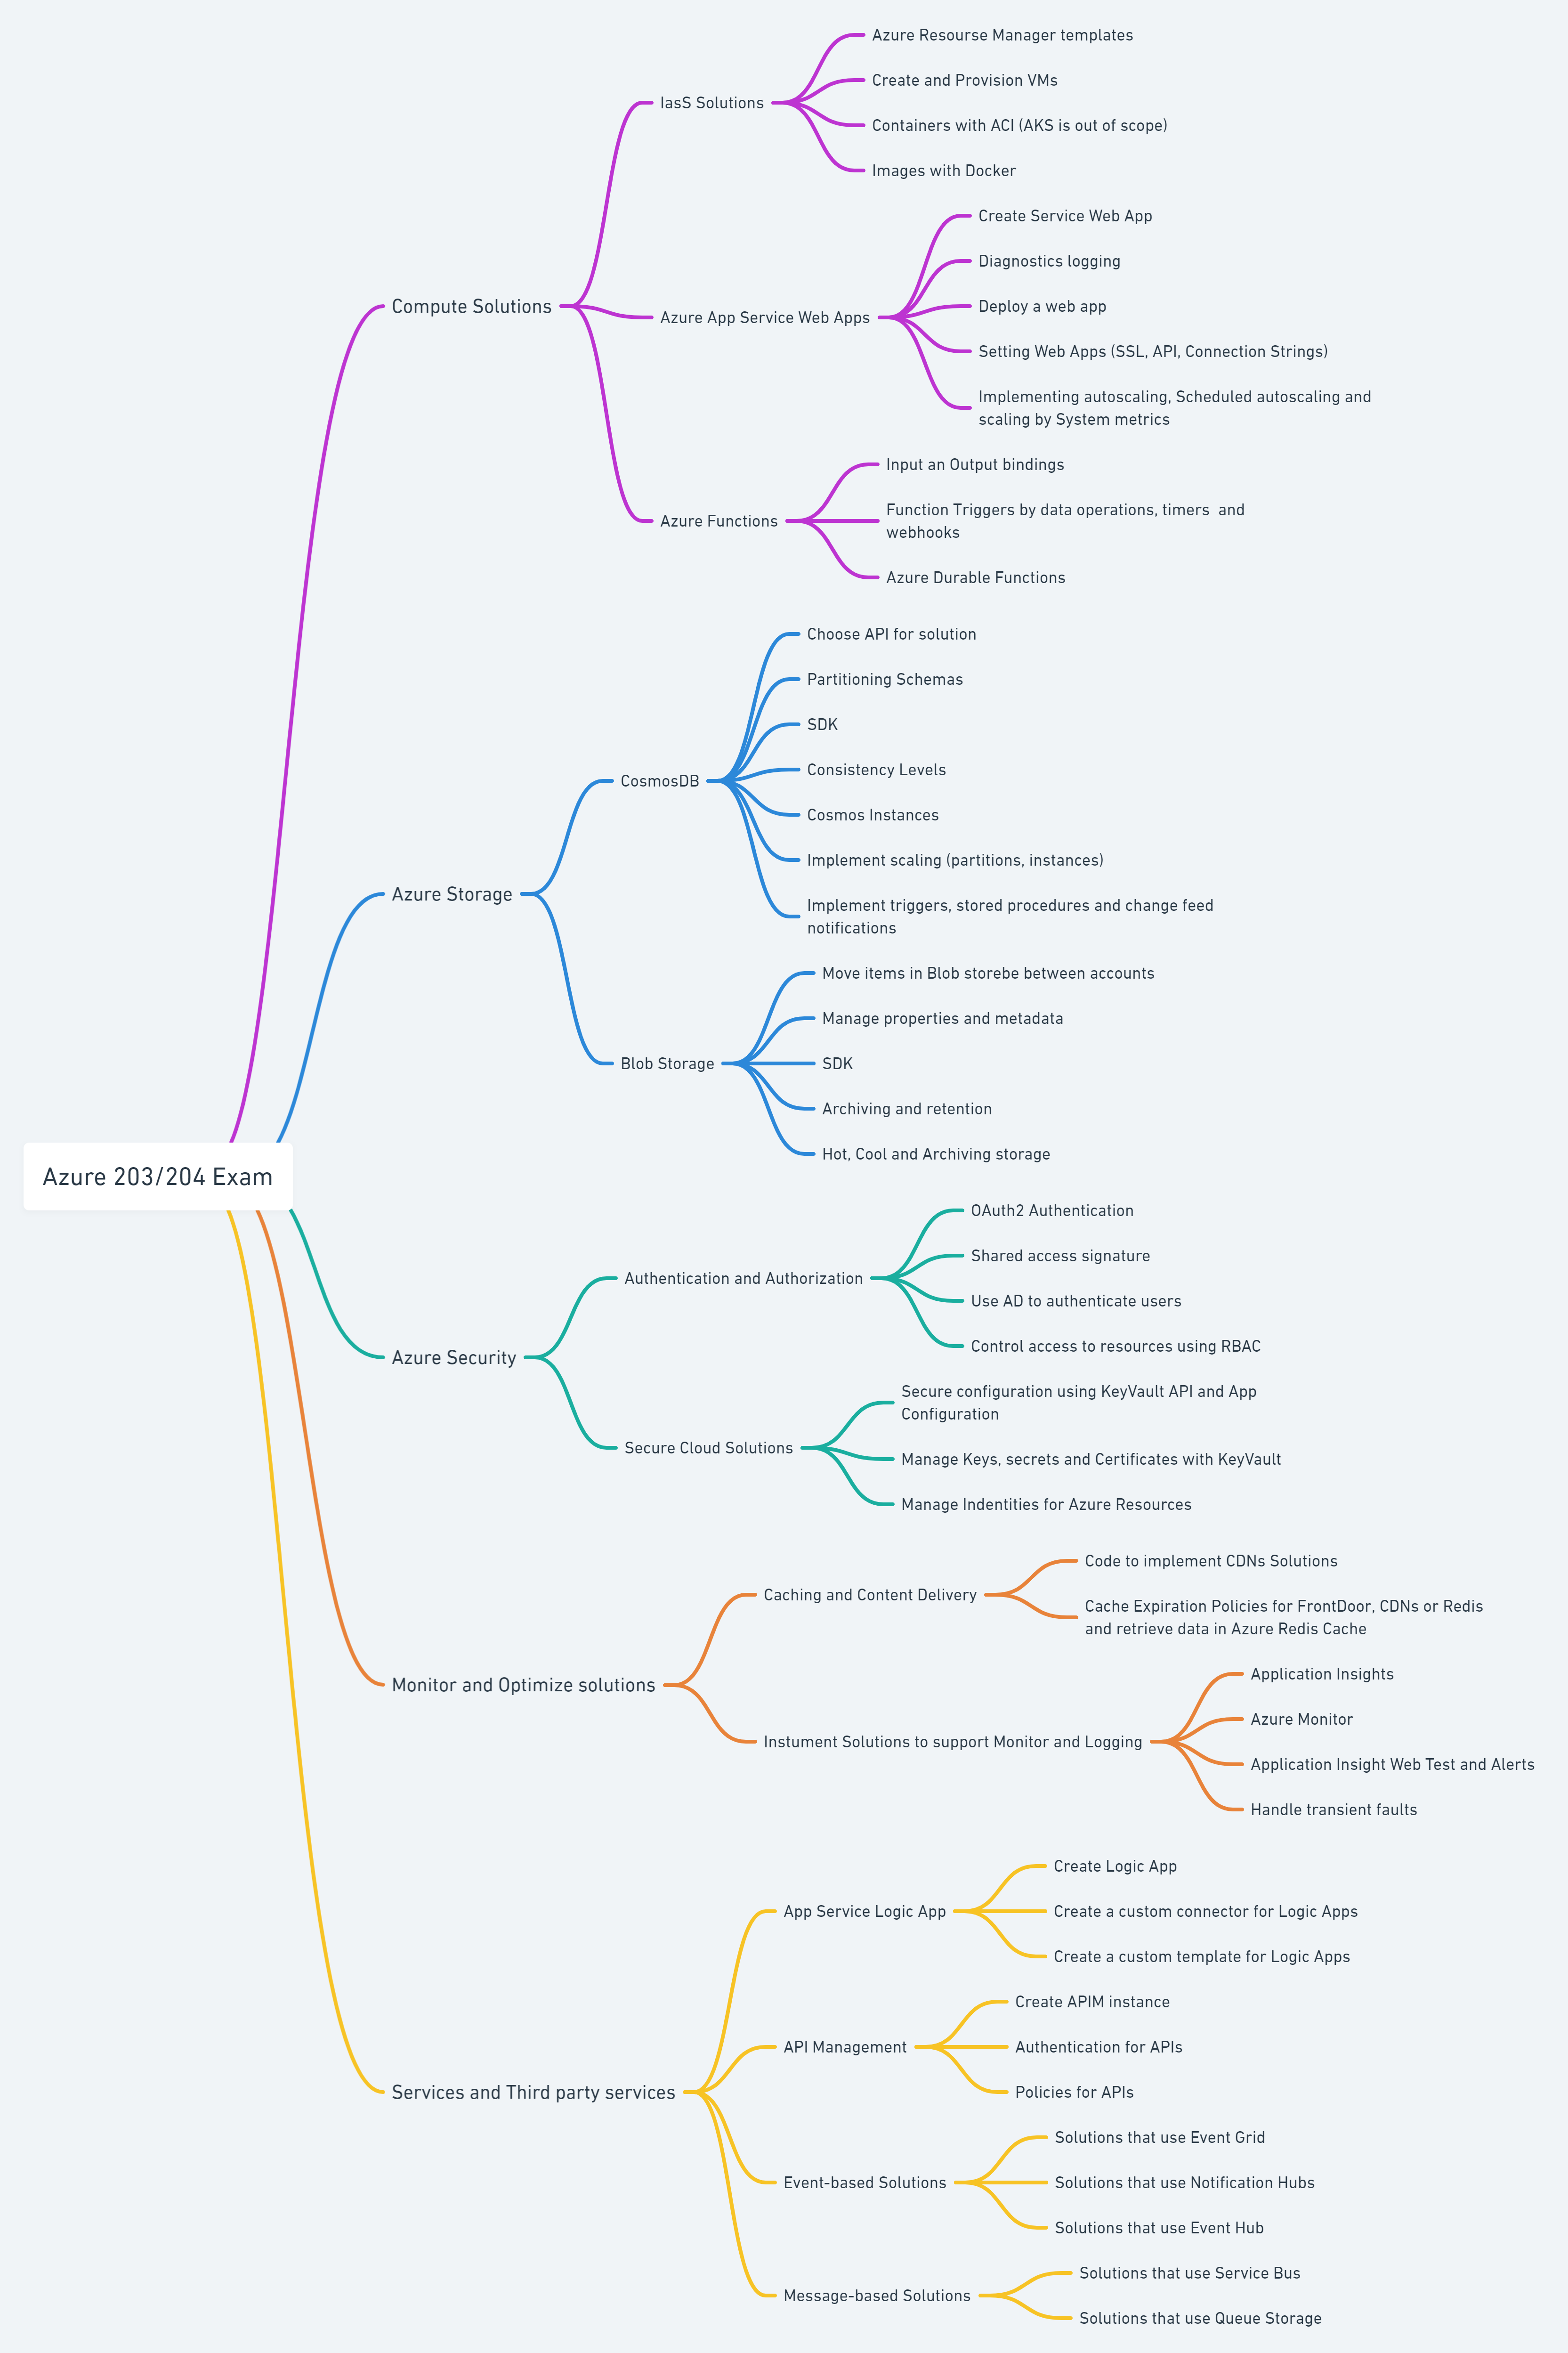 Azure 203/204 Exam
Compute Solutions
IasS Solutions
Azure Resourse Manager templates
Create and Provision VMs
Containers with ACI (AKS is out of scope)
Images with Docker
Azure App Service Web Apps
Create Service Web App
Diagnostics logging
Deploy a web app
Setting Web Apps (SSL, API, Connection Strings)
Implementing autoscaling, Scheduled autoscaling and
scaling by System metrics
Azure Functions
Input an Output bindings
Function Triggers by data operations, timers  and
webhooks
Azure Durable Functions
Azure Storage
CosmosDB
Choose API for solution
Partitioning Schemas
SDK
Consistency Levels
Cosmos Instances
Implement scaling (partitions, instances)
Implement triggers, stored procedures and change feed
notifications
Blob Storage
Move items in Blob storebe between accounts
Manage properties and metadata
SDK
Archiving and retention
Hot, Cool and Archiving storage
Azure Security
Authentication and Authorization
OAuth2 Authentication
Shared access signature
Use AD to authenticate users
Control access to resources using RBAC
Secure Cloud Solutions
Secure configuration using KeyVault API and App
Configuration
Manage Keys, secrets and Certificates with KeyVault
Manage Indentities for Azure Resources
Monitor and Optimize solutions
Caching and Content Delivery
Code to implement CDNs Solutions
Cache Expiration Policies for FrontDoor, CDNs or Redis
and retrieve data in Azure Redis Cache
Instument Solutions to support Monitor and Logging
Application Insights
Azure Monitor
Application Insight Web Test and Alerts
Handle transient faults
Services and Third party services
App Service Logic App
Create Logic App
Create a custom connector for Logic Apps
Create a custom template for Logic Apps
API Management
Create APIM instance
Authentication for APIs
Policies for APIs
Event-based Solutions
Solutions that use Event Grid
Solutions that use Notification Hubs
Solutions that use Event Hub
Message-based Solutions
Solutions that use Service Bus
Solutions that use Queue Storage